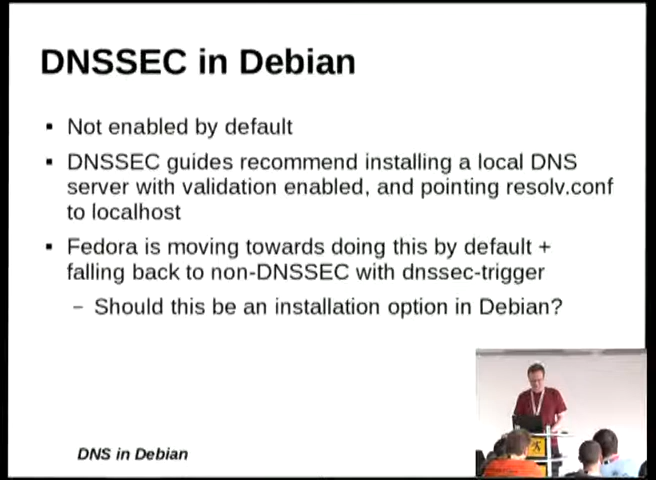 DNSSEC in Debian
Not enabled by default
DNSSEC guides recommend installing a local DNS
server with validation enabled, and pointing resolv.conf
to localhost
Fedora is moving towards doing this by default +
falling back to non-DNSSEC with dnssec-trigger
– Should this be an installation option in Debian?
DNS in Debian